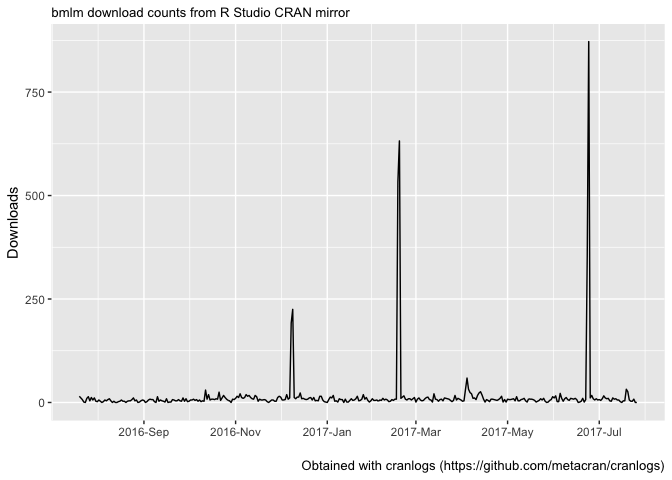 bmlm download counts from R Studio CRAN mirror
Downloads
750
500
250
0
2016-Sep 2016-Nov 2017-Jan 2017-Mar 2017-May 2017-Jul
Obtained with cranlogs (https://github.com/metacran/cranlogs)